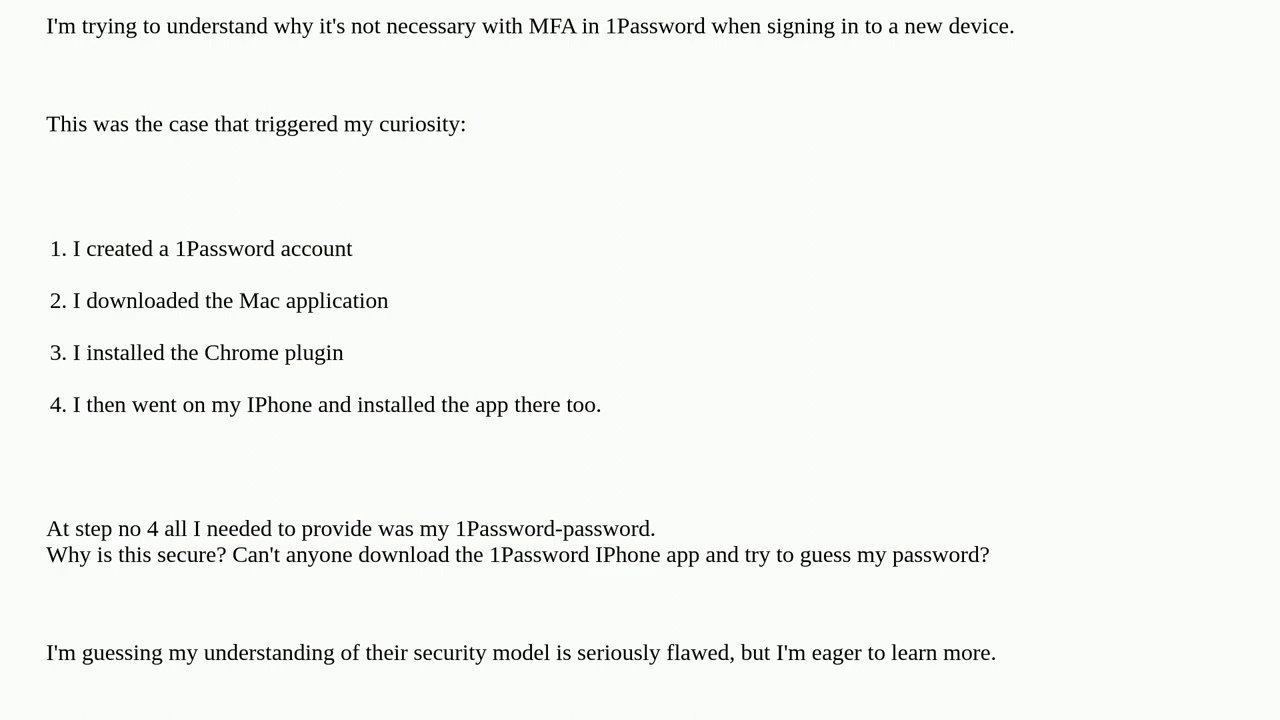 I'm trying to understand why it's not necessary with MFA in 1Password when signing in to a new device.
This was the case that triggered my curiosity:
1. I created a 1Password account
2. I downloaded the Mac application
3. I installed the Chrome plugin
4. I then went on my IPhone and installed the app there too.
At step no 4 all I needed to provide was my 1Password-password.
Why is this secure? Can't anyone download the 1Password IPhone app and try to guess my password?
I'm guessing my understanding of their security model is seriously flawed, but I'm eager to learn more.